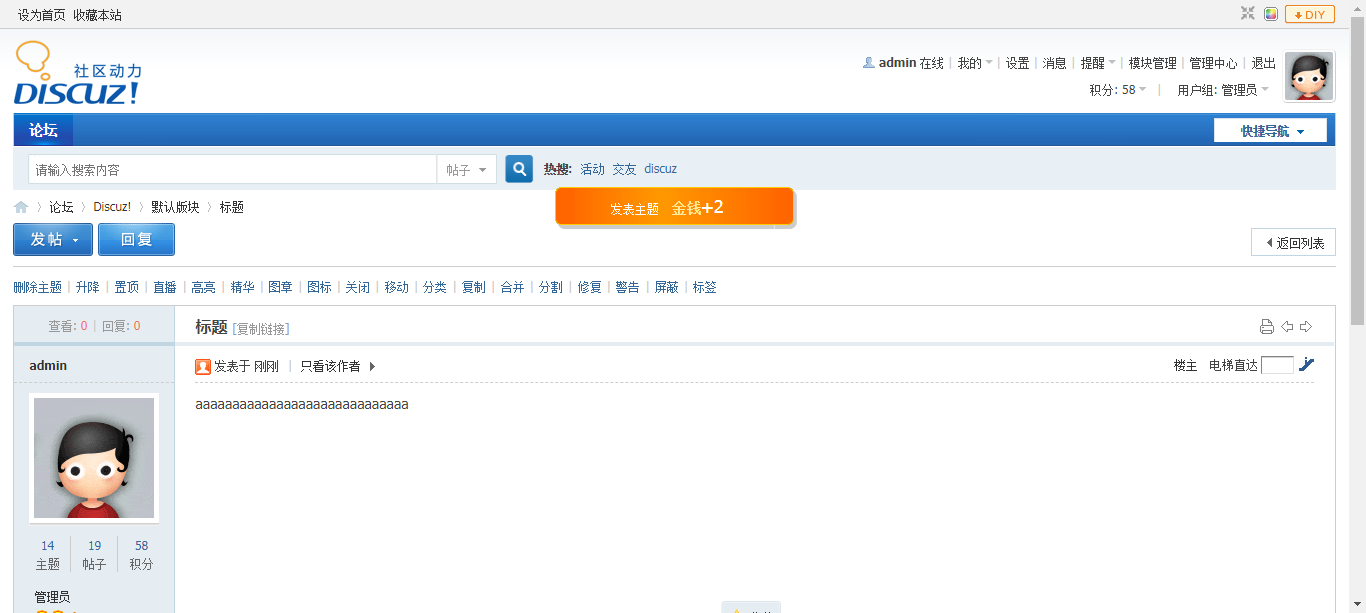 设为首页 收藏本站
DIY
社区动力
DISCUZ!
admin 在线 | 我的 | 设置 | 消息 | 提醒 | 模块管理 | 管理中心 | 退出
积分: 58 | 用户组: 管理员
论坛
快捷导航
请输入搜索内容 帖子 热搜: 活动 交友 discuz
论坛 Discuz! 默认版块 标题
发表主题 金钱+2
发帖 回复
返回列表
删除主题 | 升降 | 置顶 | 直播 | 高亮 | 精华 | 图章 | 图标 | 关闭 | 移动 | 分类 | 复制 | 合并 | 分割 | 修复 | 警告 | 屏蔽 | 标签
查看: 0 | 回复: 0
标题 [复制链接]
admin
发表于 刚刚 | 只看该作者
楼主 电梯直达
aaaaaaaaaaaaaaaaaaaaaaaaaaaaa
14 19 58
主题 帖子 积分
管理员